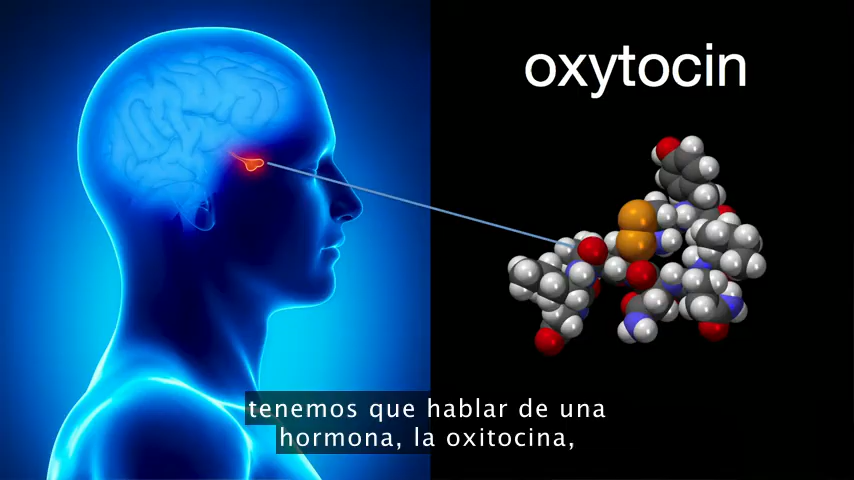 oxytocin
tenemos que hablar de una
hormona, la oxitocina,